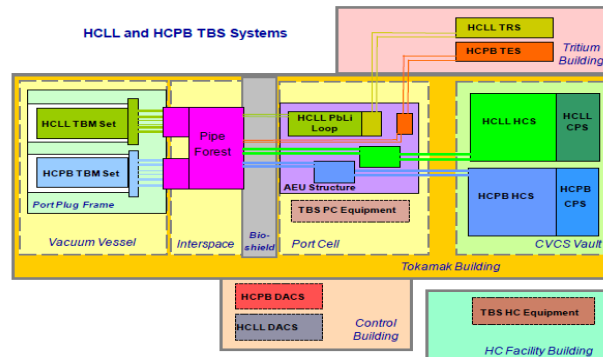 HCLL and HCPB TBS Systems
HCLL TRS
HCPB TES
Tritium
Building
HCLL TBM Set
HCPB TBM Set
Port Plug Frame
Vacuum Vessel
Pipe
Forest
Interspace
Bio-
shield
HCLL PbLi
Loop
AEU Structure
TBS PC Equipment
Port Cell
HCLL HCS
HCLL
CPS
HCPB HCS
HCPB
CPS
CVCS Vault
Tokamak Building
HCPB DACS
HCLL DACS
Control
Building
TBS HC Equipment
HC Facility Building